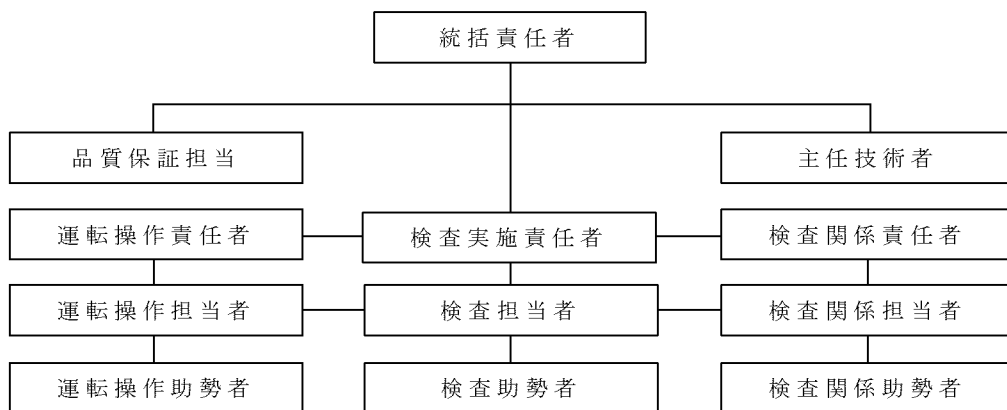 統括責任者
品質保証担当
主任技術者
運転操作責任者
検査実施責任者
検査関係責任者
運転操作担当者
検査担当者
検査関係担当者
運転操作助勢者
検査助勢者
検査関係助勢者